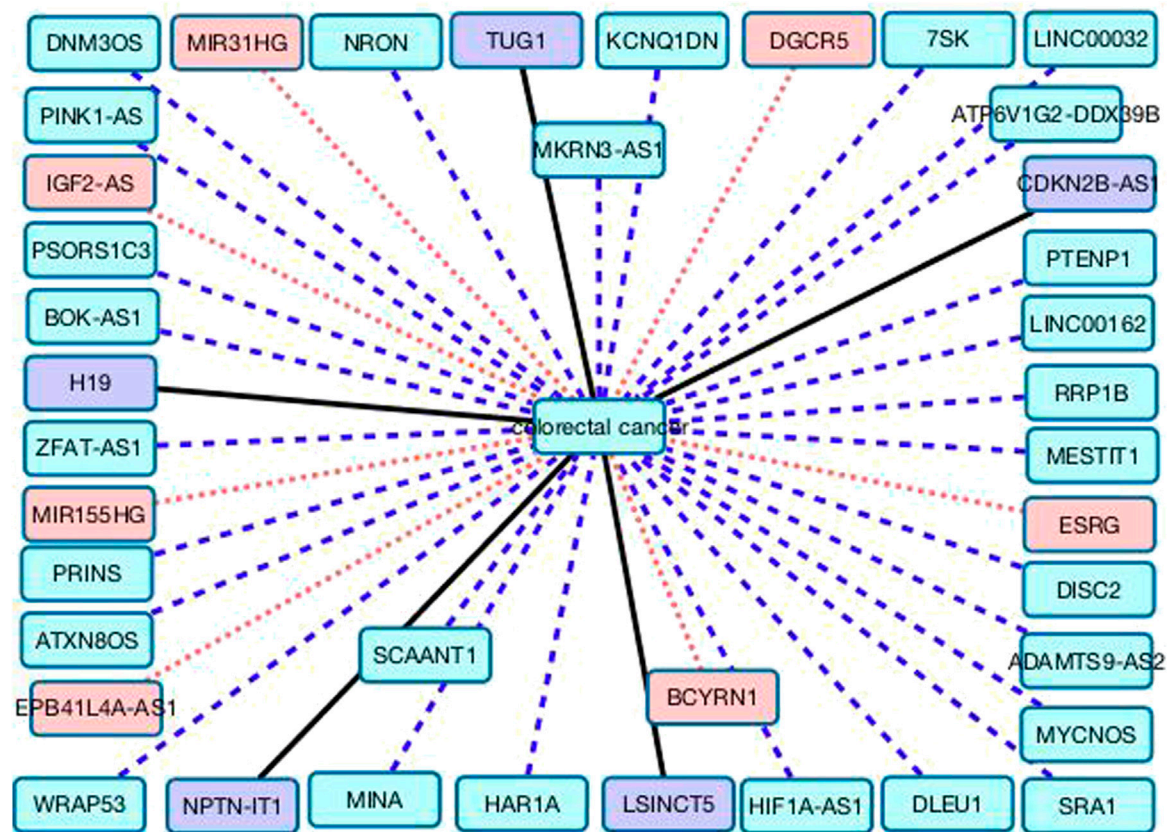 DNM3OS
MIR31HG
NRON
TUG1
KCNQ1DN
DGCR5
7SK
LINC00032
PINK1-AS
ATP6V1G2-DDX39B
MKRN3-AS1
IGF2-AS
CDKN2B-AS1
PSORS1C3
PTENP1
BOK-AS1
LINC00162
H19
RRP1B
colorectal cancer
ZFAT-AS1
MESTIT1
MIR155HG
ESRG
PRINS
DISC2
ATXN8OS
SCAANT1
ADAMTS9-AS2
EPB41L4A-AS1
BCYRN1
MYCNOS
WRAP53
NPTN-IT1
MINA
HAR1A
LSINCT5
HIF1A-AS1
DLEU1
SRA1